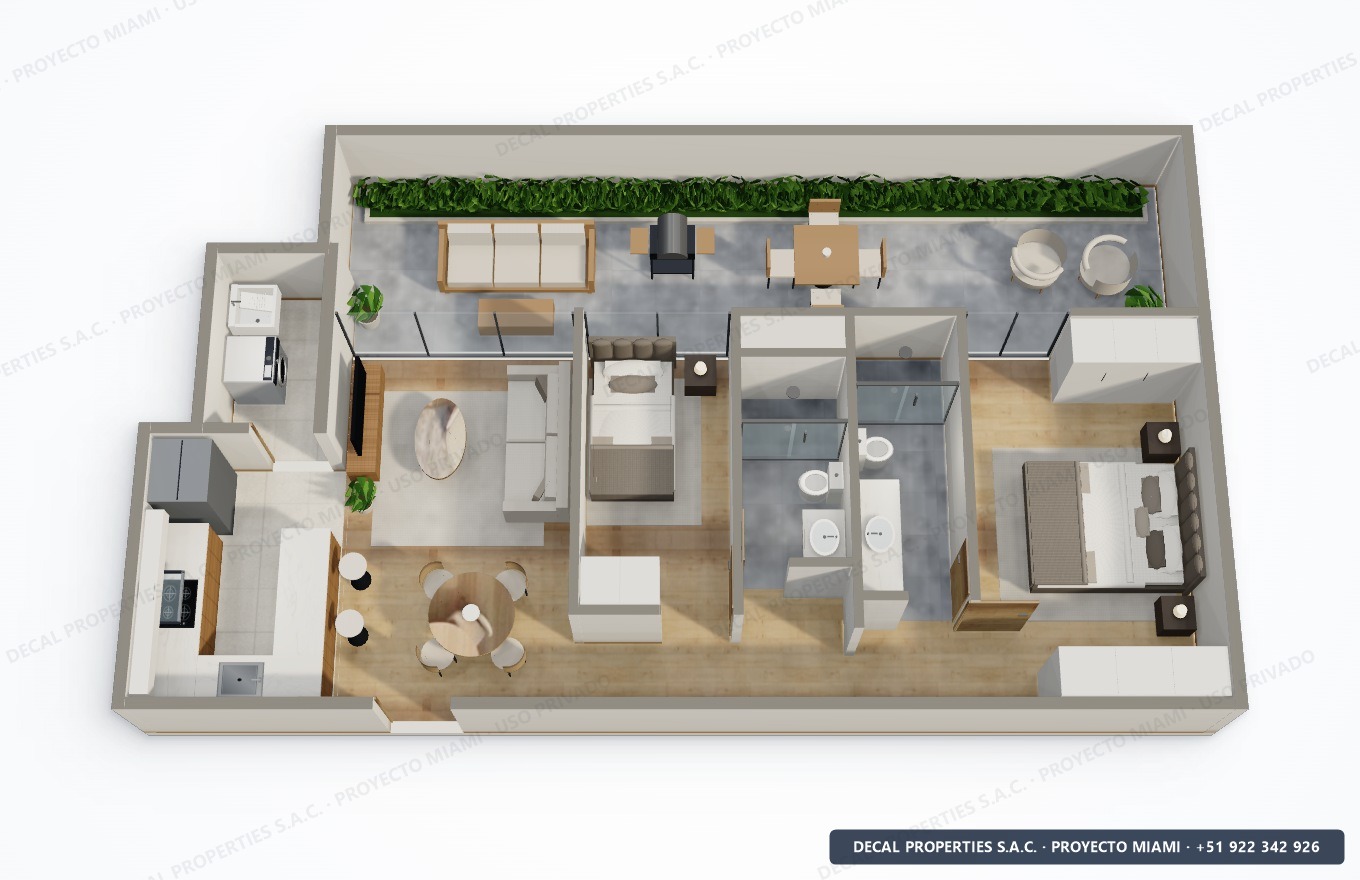 DECAL PROPERTIES S.A.C. · PROYECTO MIAMI · USO PRIVADO
DECAL PROPERTIES S.A.C. · PROYECTO MIAMI · +51 922 342 926